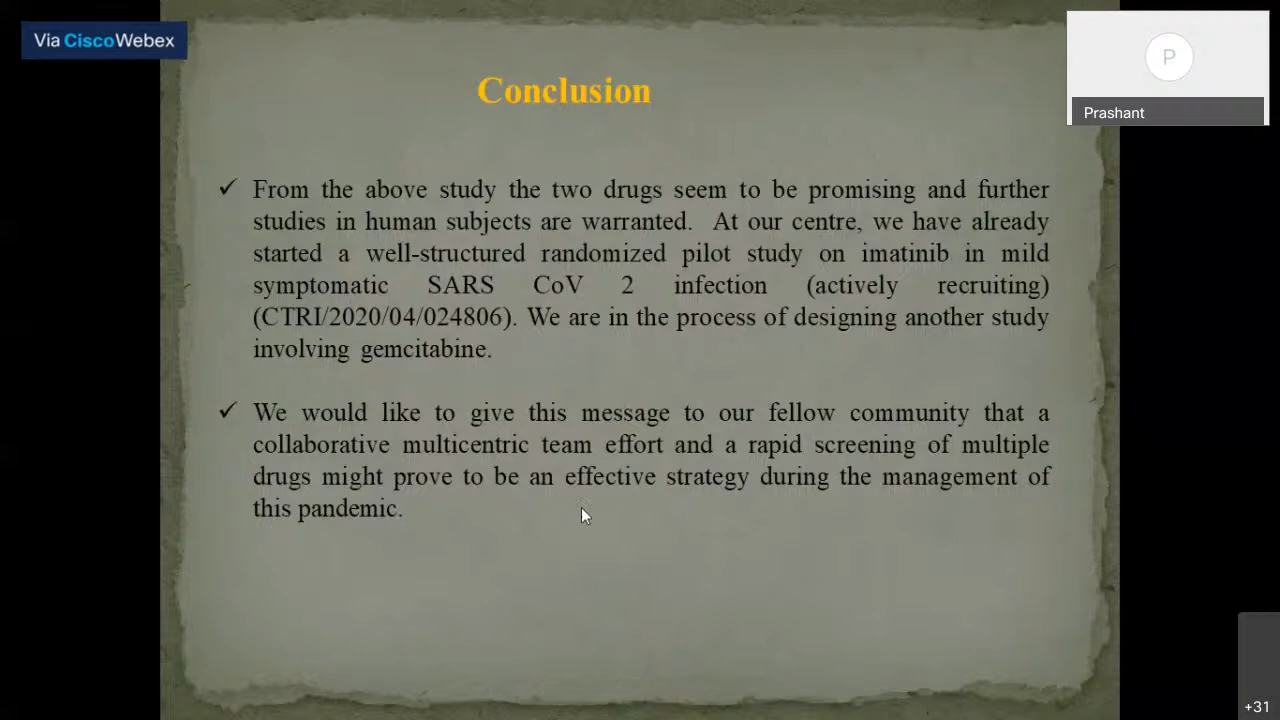 Via CiscoWebex
P
Prashant
Conclusion
✓ From the above study the two drugs seem to be promising and further
studies in human subjects are warranted. At our centre, we have already
started a well-structured randomized pilot study on imatinib in mild
symptomatic SARS CoV 2 infection (actively recruiting)
(CTRI/2020/04/024806). We are in the process of designing another study
involving gemcitabine.
✓ We would like to give this message to our fellow community that a
collaborative multicentric team effort and a rapid screening of multiple
drugs might prove to be an effective strategy during the management of
this pandemic.
+31